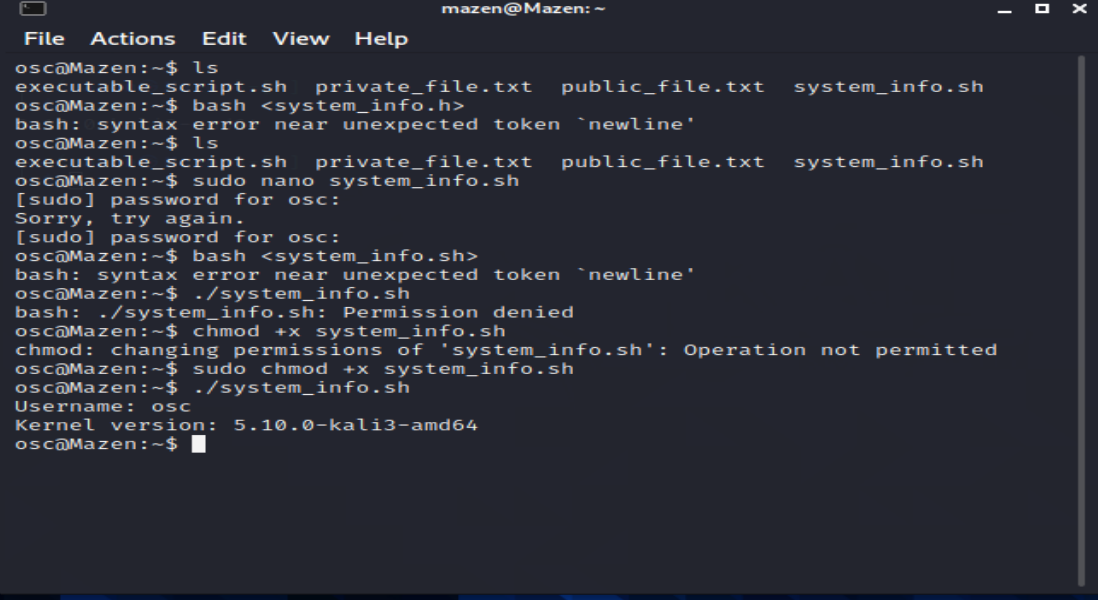 mazen@Mazen: ~
File Actions Edit View Help
osc@Mazen:~$ ls
executable_script.sh private_file.txt public_file.txt system_info.sh
osc@Mazen:~$ bash <system_info.h>
bash: syntax error near unexpected token `newline'
osc@Mazen:~$ ls
executable_script.sh private_file.txt public_file.txt system_info.sh
osc@Mazen:~$ sudo nano system_info.sh
[sudo] password for osc:
Sorry, try again.
[sudo] password for osc:
osc@Mazen:~$ bash <system_info.sh>
bash: syntax error near unexpected token `newline'
osc@Mazen:~$ ./system_info.sh
bash: ./system_info.sh: Permission denied
osc@Mazen:~$ chmod +x system_info.sh
chmod: changing permissions of 'system_info.sh': Operation not permitted
osc@Mazen:~$ sudo chmod +x system_info.sh
osc@Mazen:~$ ./system_info.sh
Username: osc
Kernel version: 5.10.0-kali3-amd64
osc@Mazen:~$